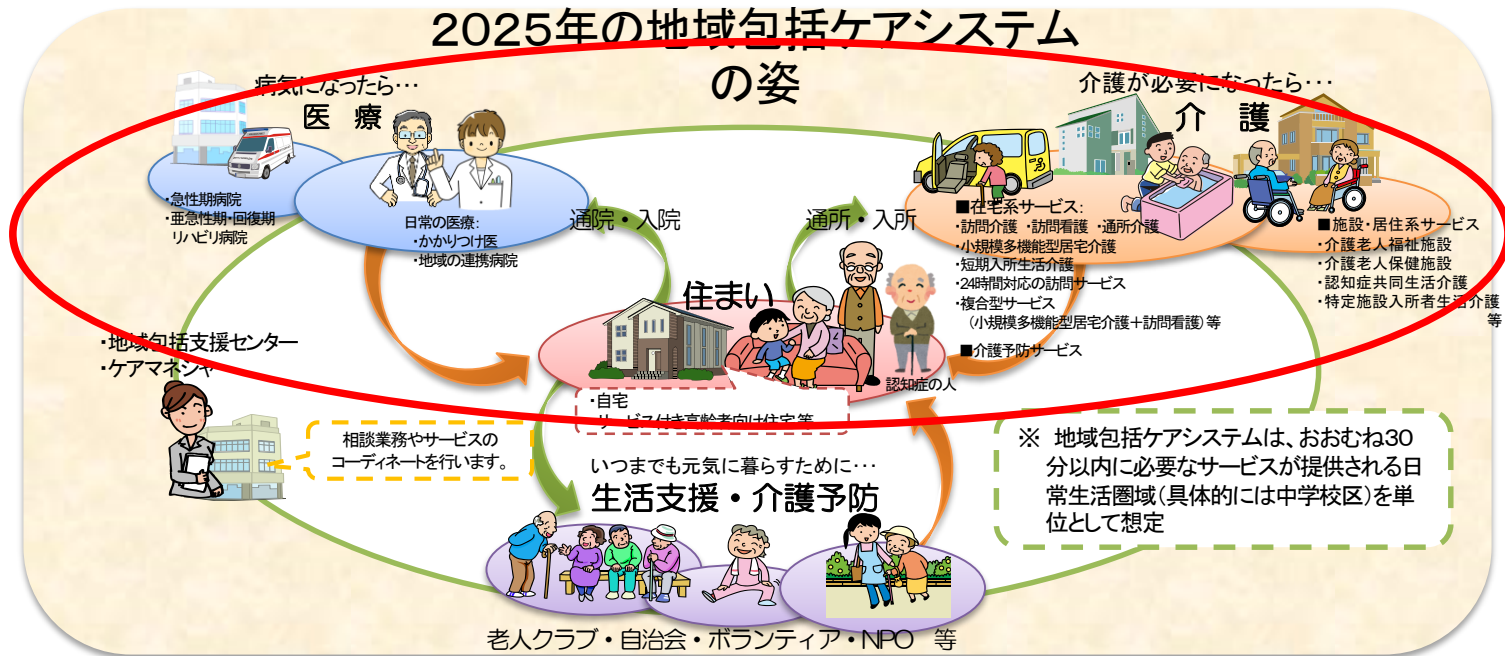 2025年の地域包括ケアシステム
の姿
病気になったら･･･
医　療
・急性期病院
・亜急性期・回復期
リハビリ病院
日常の医療：
・かかりつけ医
・地域の連携病院
通院・入院
通所・入所
介護が必要になったら･･･
介　護
■在宅系サービス：
・訪問介護 ・訪問看護 ・通所介護
・小規模多機能型居宅介護
・短期入所生活介護
・24時間対応の訪問サービス
・複合型サービス
（小規模多機能型居宅介護＋訪問看護）等
■介護予防サービス
■施設・居住系サービス
・介護老人福祉施設
・介護老人保健施設
・認知症共同生活介護
・特定施設入所者生活介護
等
住まい
認知症の人
・自宅
サービス付き高齢者向け住宅等
・地域包括支援センター
・ケアマネジャ
相談業務やサービスの
コーディネートを行います。
いつまでも元気に暮らすために･･･
生活支援・介護予防
老人クラブ・自治会・ボランティア・NPO　等
※　地域包括ケアシステムは、おおむね30
分以内に必要なサービスが提供される日
常生活圏域（具体的には中学校区）を単
位として想定